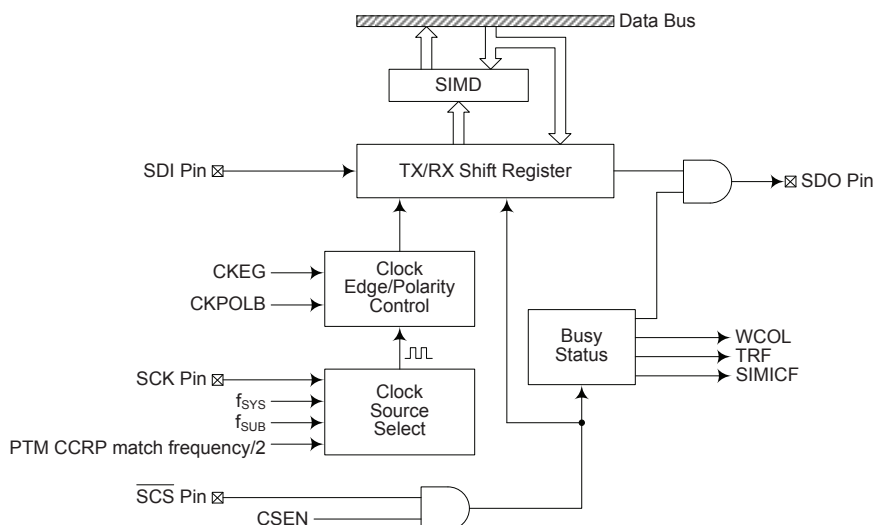 Data Bus
SIMD
SDI Pin
TX/RX Shift Register
SDO Pin
CKEG
CKPOLB
Clock
Edge/Polarity
Control
Busy
Status
WCOL
TRF
SIMICF
SCK Pin
fSYS
fSUB
PTM CCRP match frequency/2
Clock
Source
Select
SCS Pin
CSEN